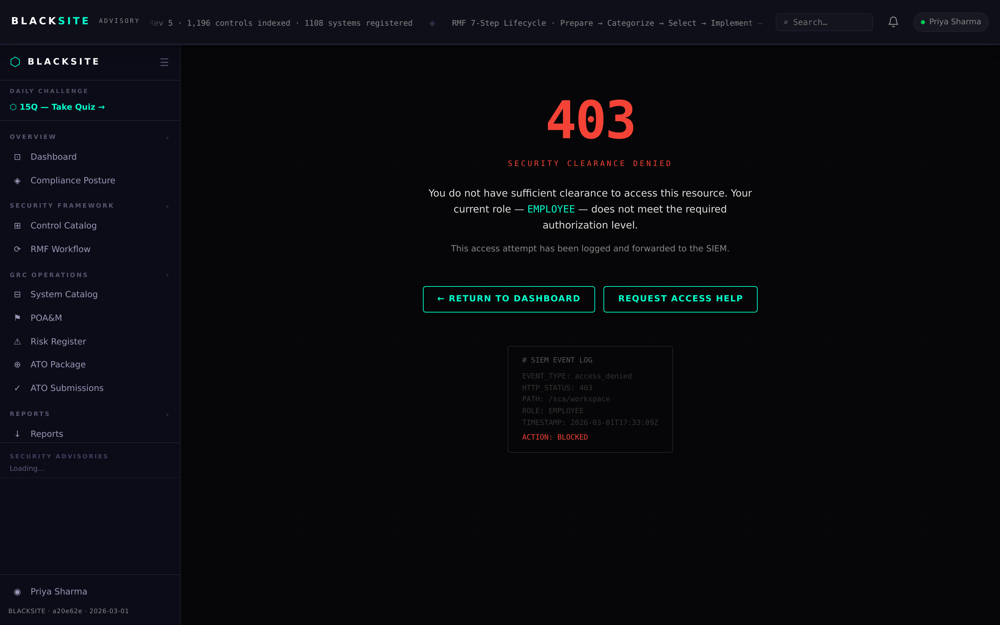 BLACKSITE ADVISORY
Rev 5 · 1,196 controls indexed · 1108 systems registered ◆ RMF 7-Step Lifecycle · Prepare → Categorize → Select → Implement →
Search…
Priya Sharma
BLACKSITE
DAILY CHALLENGE
15Q — Take Quiz →
OVERVIEW
Dashboard
Compliance Posture
SECURITY FRAMEWORK
Control Catalog
RMF Workflow
GRC OPERATIONS
System Catalog
POA&M
Risk Register
ATO Package
ATO Submissions
REPORTS
Reports
SECURITY ADVISORIES
Loading…
Priya Sharma
BLACKSITE · a20e62e · 2026-03-01
403
SECURITY CLEARANCE DENIED
You do not have sufficient clearance to access this resource. Your
current role — EMPLOYEE — does not meet the required
authorization level.
This access attempt has been logged and forwarded to the SIEM.
← RETURN TO DASHBOARD
REQUEST ACCESS HELP
# SIEM EVENT LOG
EVENT_TYPE: access_denied
HTTP_STATUS: 403
PATH: /sca/workspace
ROLE: EMPLOYEE
TIMESTAMP: 2026-03-01T17:33:09Z
ACTION: BLOCKED